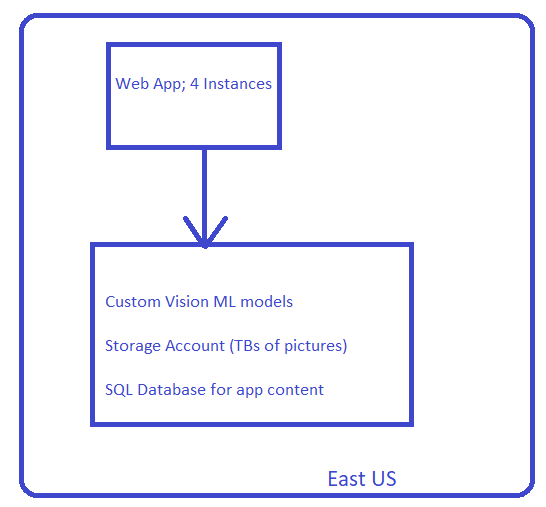 Web App; 4 Instances
Custom Vision ML models
Storage Account (TBs of pictures)
SQL Database for app content
East US